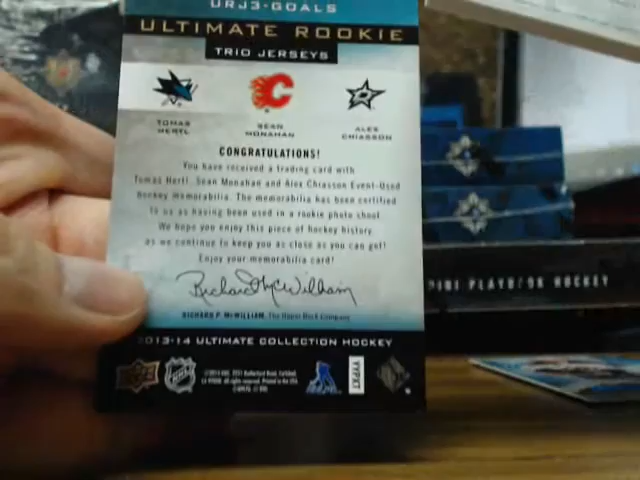 URJ3-GOALS
ULTIMATE ROOKIE
TRIO JERSEYS
TOMAS HERTL
SEAN MONAHAN
ALEX CHIASSON
CONGRATULATIONS!
You have received a trading card with
Tomas Hertl, Sean Monahan and Alex Chiasson Event-Used
hockey memorabilia. The memorabilia has been certified
to us as having been used in a rookie photo shoot.
We hope you enjoy this piece of hockey history,
as we continue to keep you as close as you can get!
Enjoy your memorabilia card!
Richard P McWilliam
RICHARD P. McWILLIAM, The Upper Deck Company
2013-14 ULTIMATE COLLECTION HOCKEY
NHL
PLAYBOOK HOCKEY